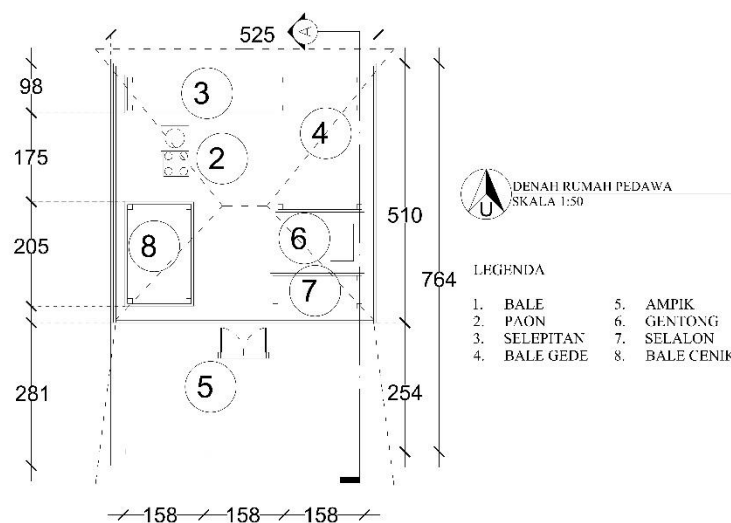 525
A
98
3
4
175
2
DENAH RUMAH PEDAWA
SKALA 1:50
U
510
205
8
6
764
LEGENDA
7
1. BALE
2. PAON
3. SELEPITAN
4. BALE GEDE
5. AMPIK
6. GENTONG
7. SELALON
8. BALE CENIK
281
5
254
158
158
158